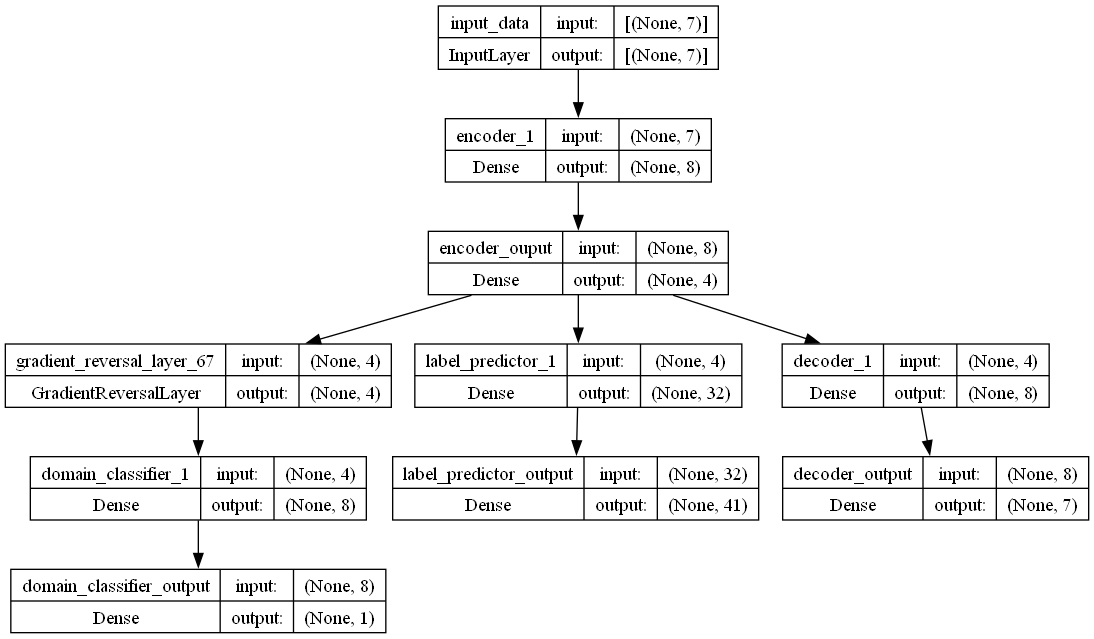 input_data input: [(None, 7)]
InputLayer output: [(None, 7)]
encoder_1 input: (None, 7)
Dense output: (None, 8)
encoder_ouput input: (None, 8)
Dense output: (None, 4)
gradient_reversal_layer_67 input: (None, 4)
GradientReversalLayer output: (None, 4)
label_predictor_1 input: (None, 4)
Dense output: (None, 32)
decoder_1 input: (None, 4)
Dense output: (None, 8)
domain_classifier_1 input: (None, 4)
Dense output: (None, 8)
label_predictor_output input: (None, 32)
Dense output: (None, 41)
decoder_output input: (None, 8)
Dense output: (None, 7)
domain_classifier_output input: (None, 8)
Dense output: (None, 1)